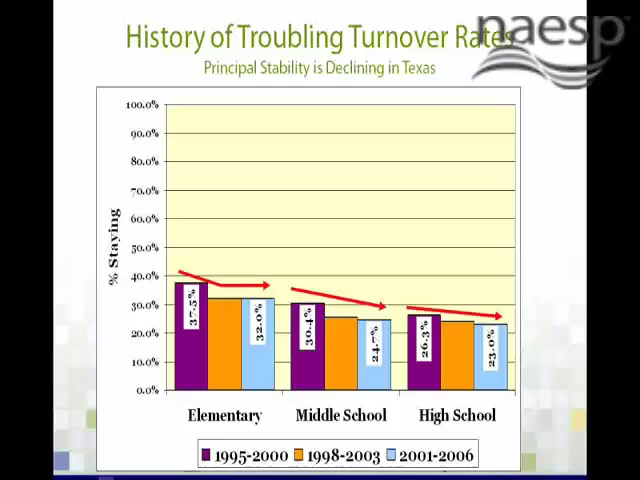 History of Troubling Turnover Rates
naesp
Principal Stability is Declining in Texas
100.0%
90.0%
80.0%
70.0%
60.0%
50.0%
40.0%
30.0%
20.0%
10.0%
0.0%
% Staying
37.5%
32.0%
30.4%
24.7%
26.3%
23.0%
Elementary Middle School High School
1995-2000 1998-2003 2001-2006